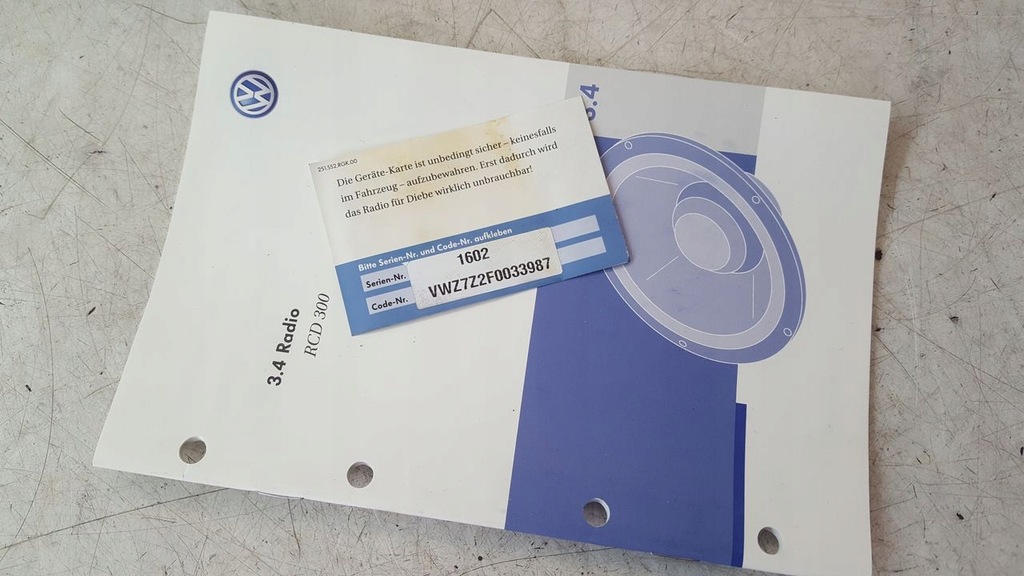 251.552.RGK.00
Die Geräte-Karte ist unbedingt sicher – keinesfalls
im Fahrzeug – aufzubewahren. Erst dadurch wird
das Radio für Diebe wirklich unbrauchbar!
Bitte Serien-Nr. und Code-Nr. aufkleben
Serien-Nr. 1602
Code-Nr. VWZ7Z2F0033987
3.4 Radio
RCD 300
3.4